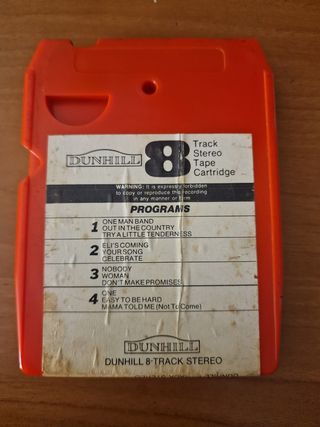 DUNHILL
8
Track
Stereo
Tape
Cartridge
WARNING: It is expressly forbidden
to copy or reproduce this recording
in any manner or form
PROGRAMS
1 ONE MAN BAND
OUT IN THE COUNTRY
TRY A LITTLE TENDERNESS
2 ELI'S COMING
YOUR SONG
CELEBRATE
3 NOBODY
WOMAN
DON'T MAKE PROMISES
4 ONE
EASY TO BE HARD
MAMA TOLD ME (Not To Come)
DUNHILL
DUNHILL 8-TRACK STEREO